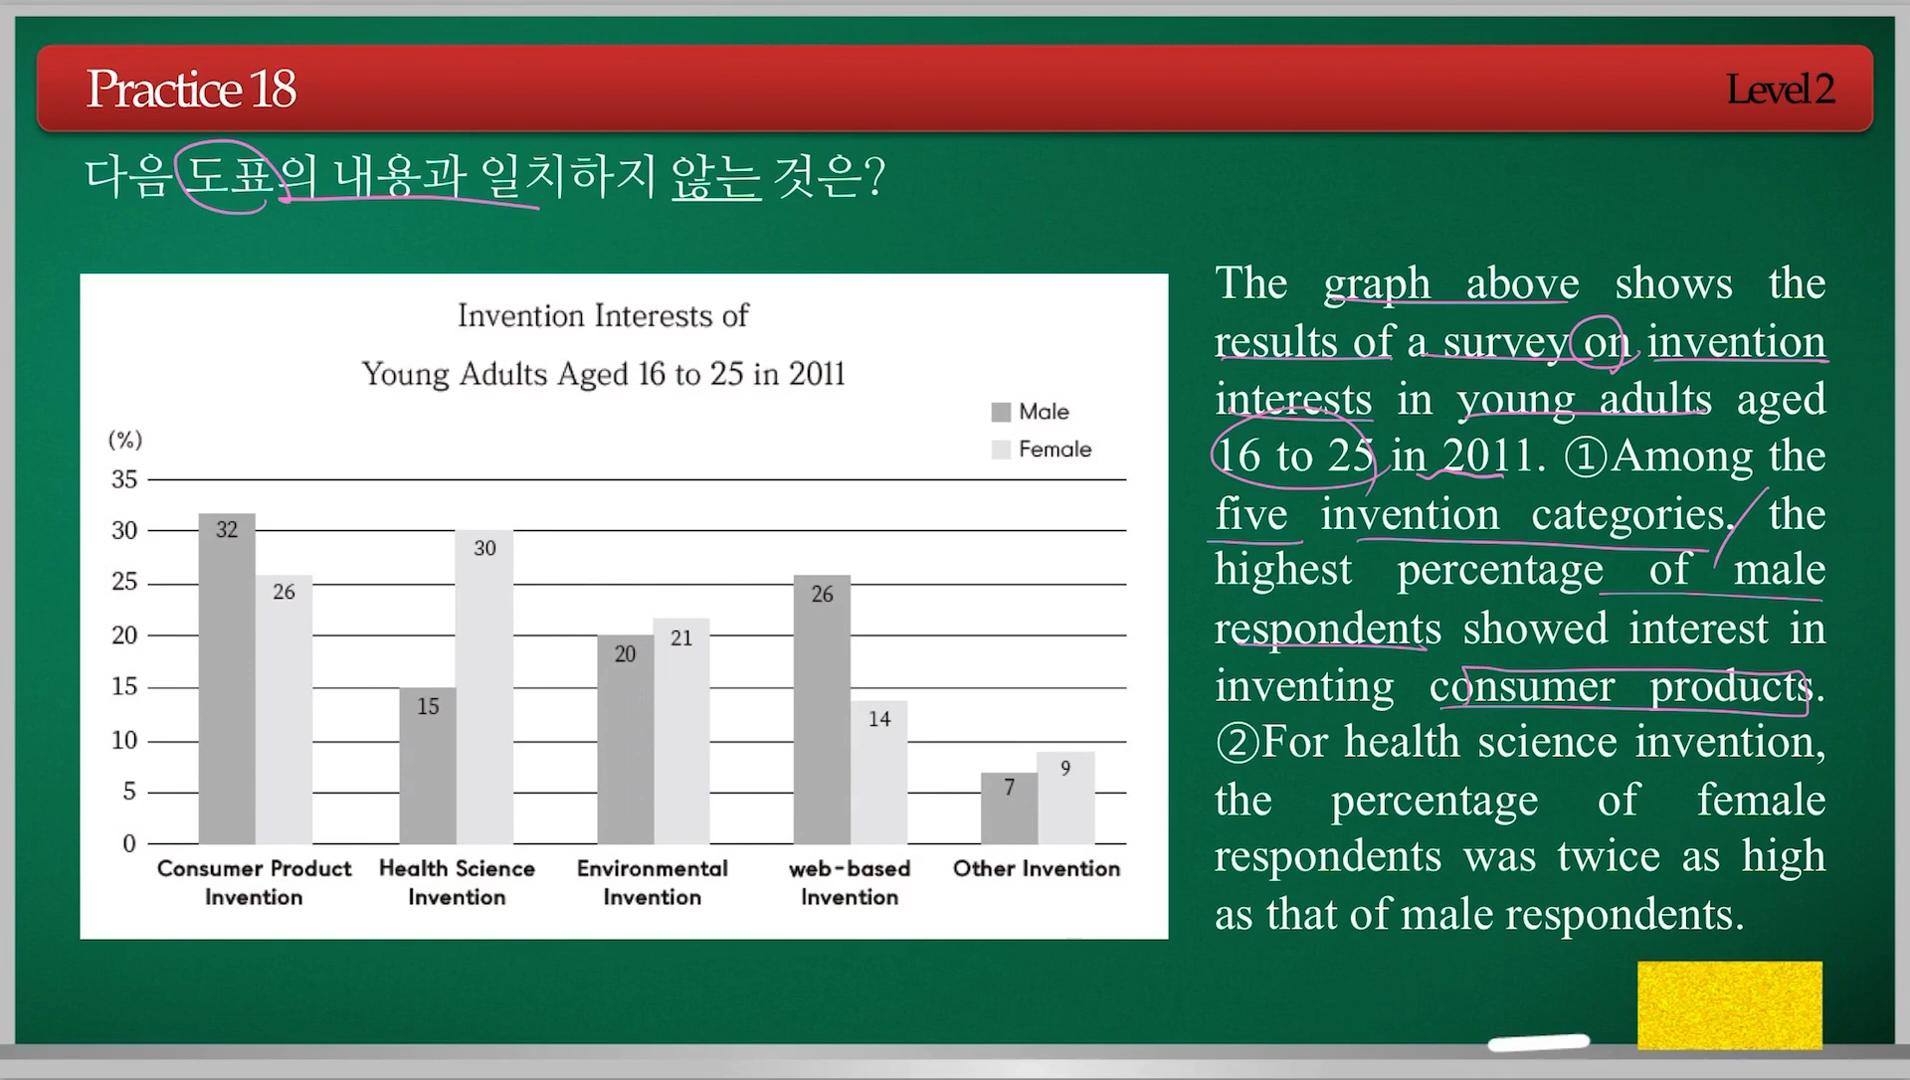 Practice 18
Level 2
다음 도표의 내용과 일치하지 않는 것은?
Invention Interests of
Young Adults Aged 16 to 25 in 2011
Male
Female
(%)
35
30
25
20
15
10
5
0
32
26
15
30
20
21
26
14
7
9
Consumer Product
Invention
Health Science
Invention
Environmental
Invention
web-based
Invention
Other Invention
The graph above shows the
results of a survey on invention
interests in young adults aged
16 to 25 in 2011. ①Among the
five invention categories, the
highest percentage of male
respondents showed interest in
inventing consumer products.
②For health science invention,
the percentage of female
respondents was twice as high
as that of male respondents.